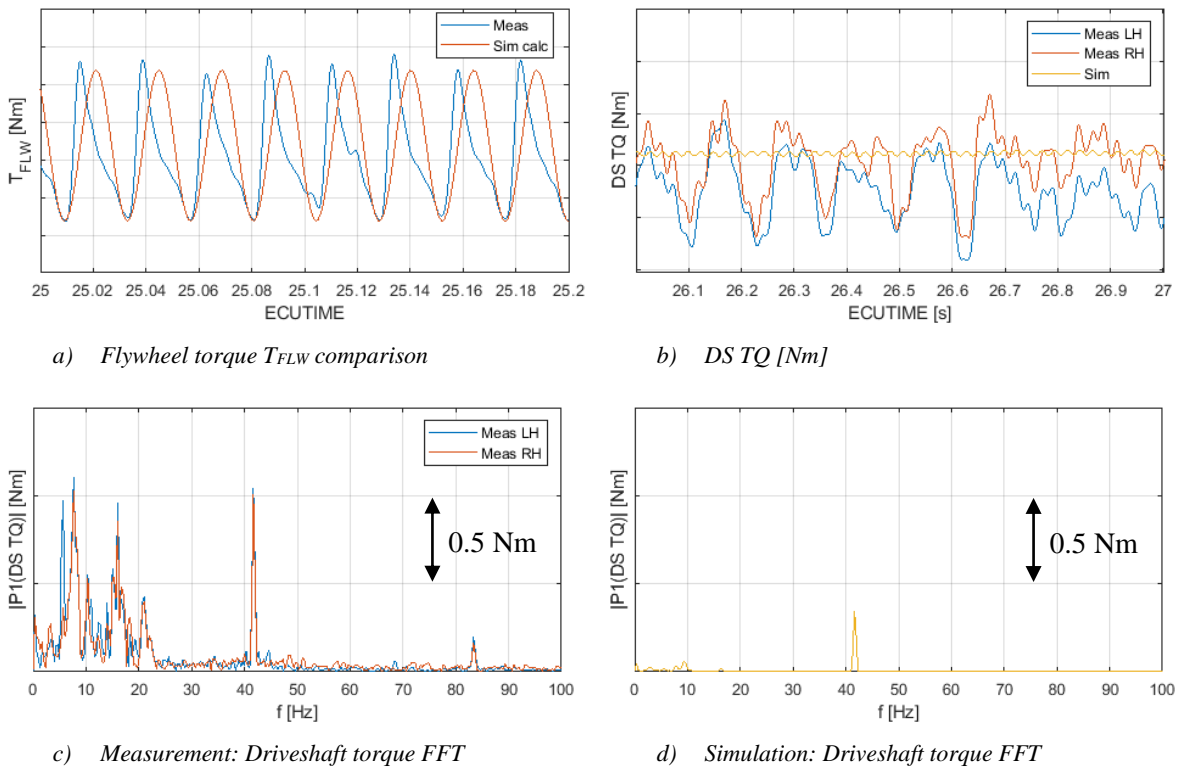 Meas
Sim calc
T_FLW [Nm]
25 25.02 25.04 25.06 25.08 25.1 25.12 25.14 25.16 25.18 25.2
ECUTIME
a) Flywheel torque T_FLW comparison
Meas LH
Meas RH
Sim
DS TQ [Nm]
26.1 26.2 26.3 26.4 26.5 26.6 26.7 26.8 26.9 27
ECUTIME [s]
b) DS TQ [Nm]
Meas LH
Meas RH
|P1(DS TQ)| [Nm]
0.5 Nm
0 10 20 30 40 50 60 70 80 90 100
f [Hz]
c) Measurement: Driveshaft torque FFT
|P1(DS TQ)| [Nm]
0.5 Nm
0 10 20 30 40 50 60 70 80 90 100
f [Hz]
d) Simulation: Driveshaft torque FFT